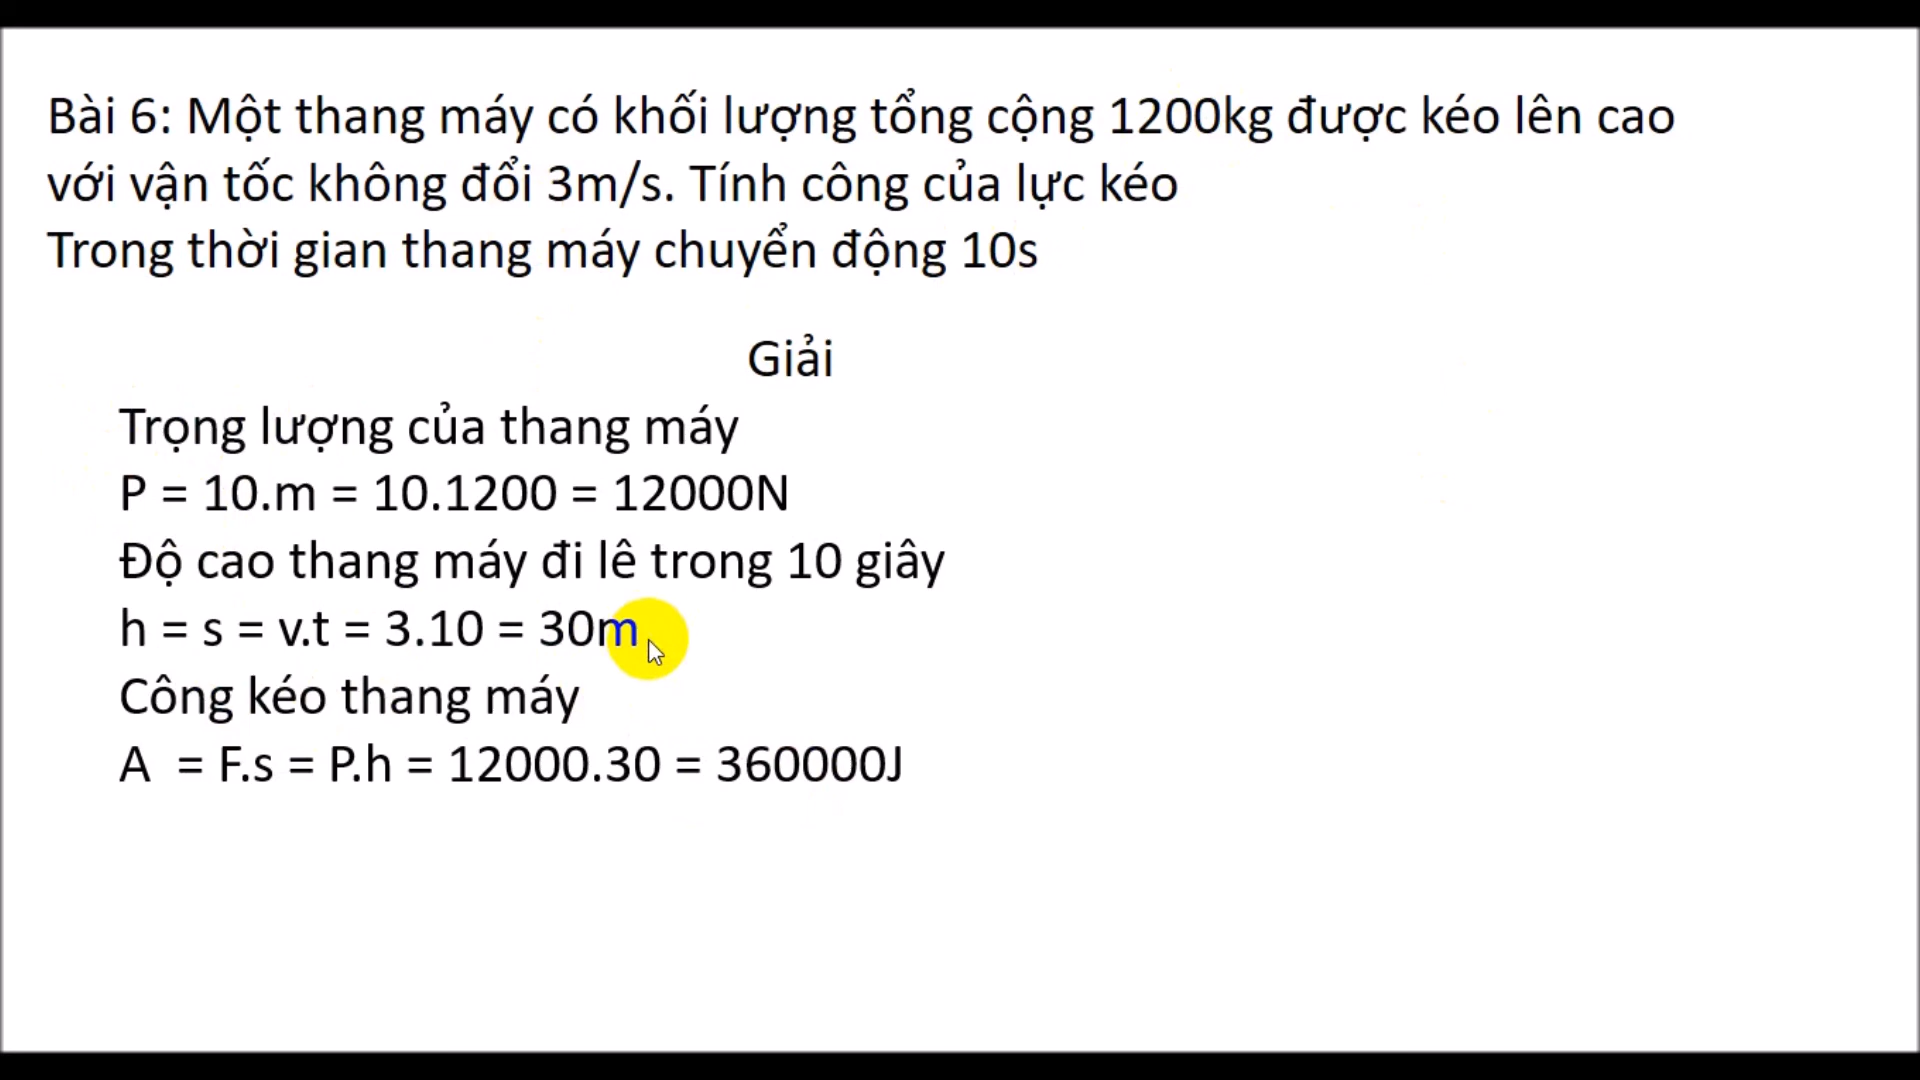 Bài 6: Một thang máy có khối lượng tổng cộng 1200kg được kéo lên cao
với vận tốc không đổi 3m/s. Tính công của lực kéo
Trong thời gian thang máy chuyển động 10s
Giải
Trọng lượng của thang máy
P = 10.m = 10.1200 = 12000N
Độ cao thang máy đi lê trong 10 giây
h = s = v.t = 3.10 = 30m
Công kéo thang máy
A  = F.s = P.h = 12000.30 = 360000J